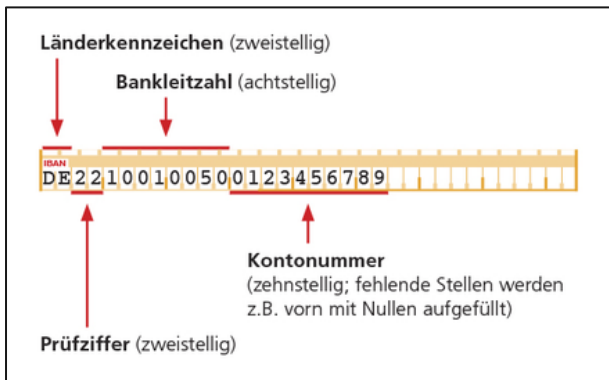 Länderkennzeichen (zweistellig)
Bankleitzahl (achtstellig)
IBAN
DE22100100500123456789
Kontonummer
(zehnstellig; fehlende Stellen werden
z.B. vorn mit Nullen aufgefüllt)
Prüfziffer (zweistellig)